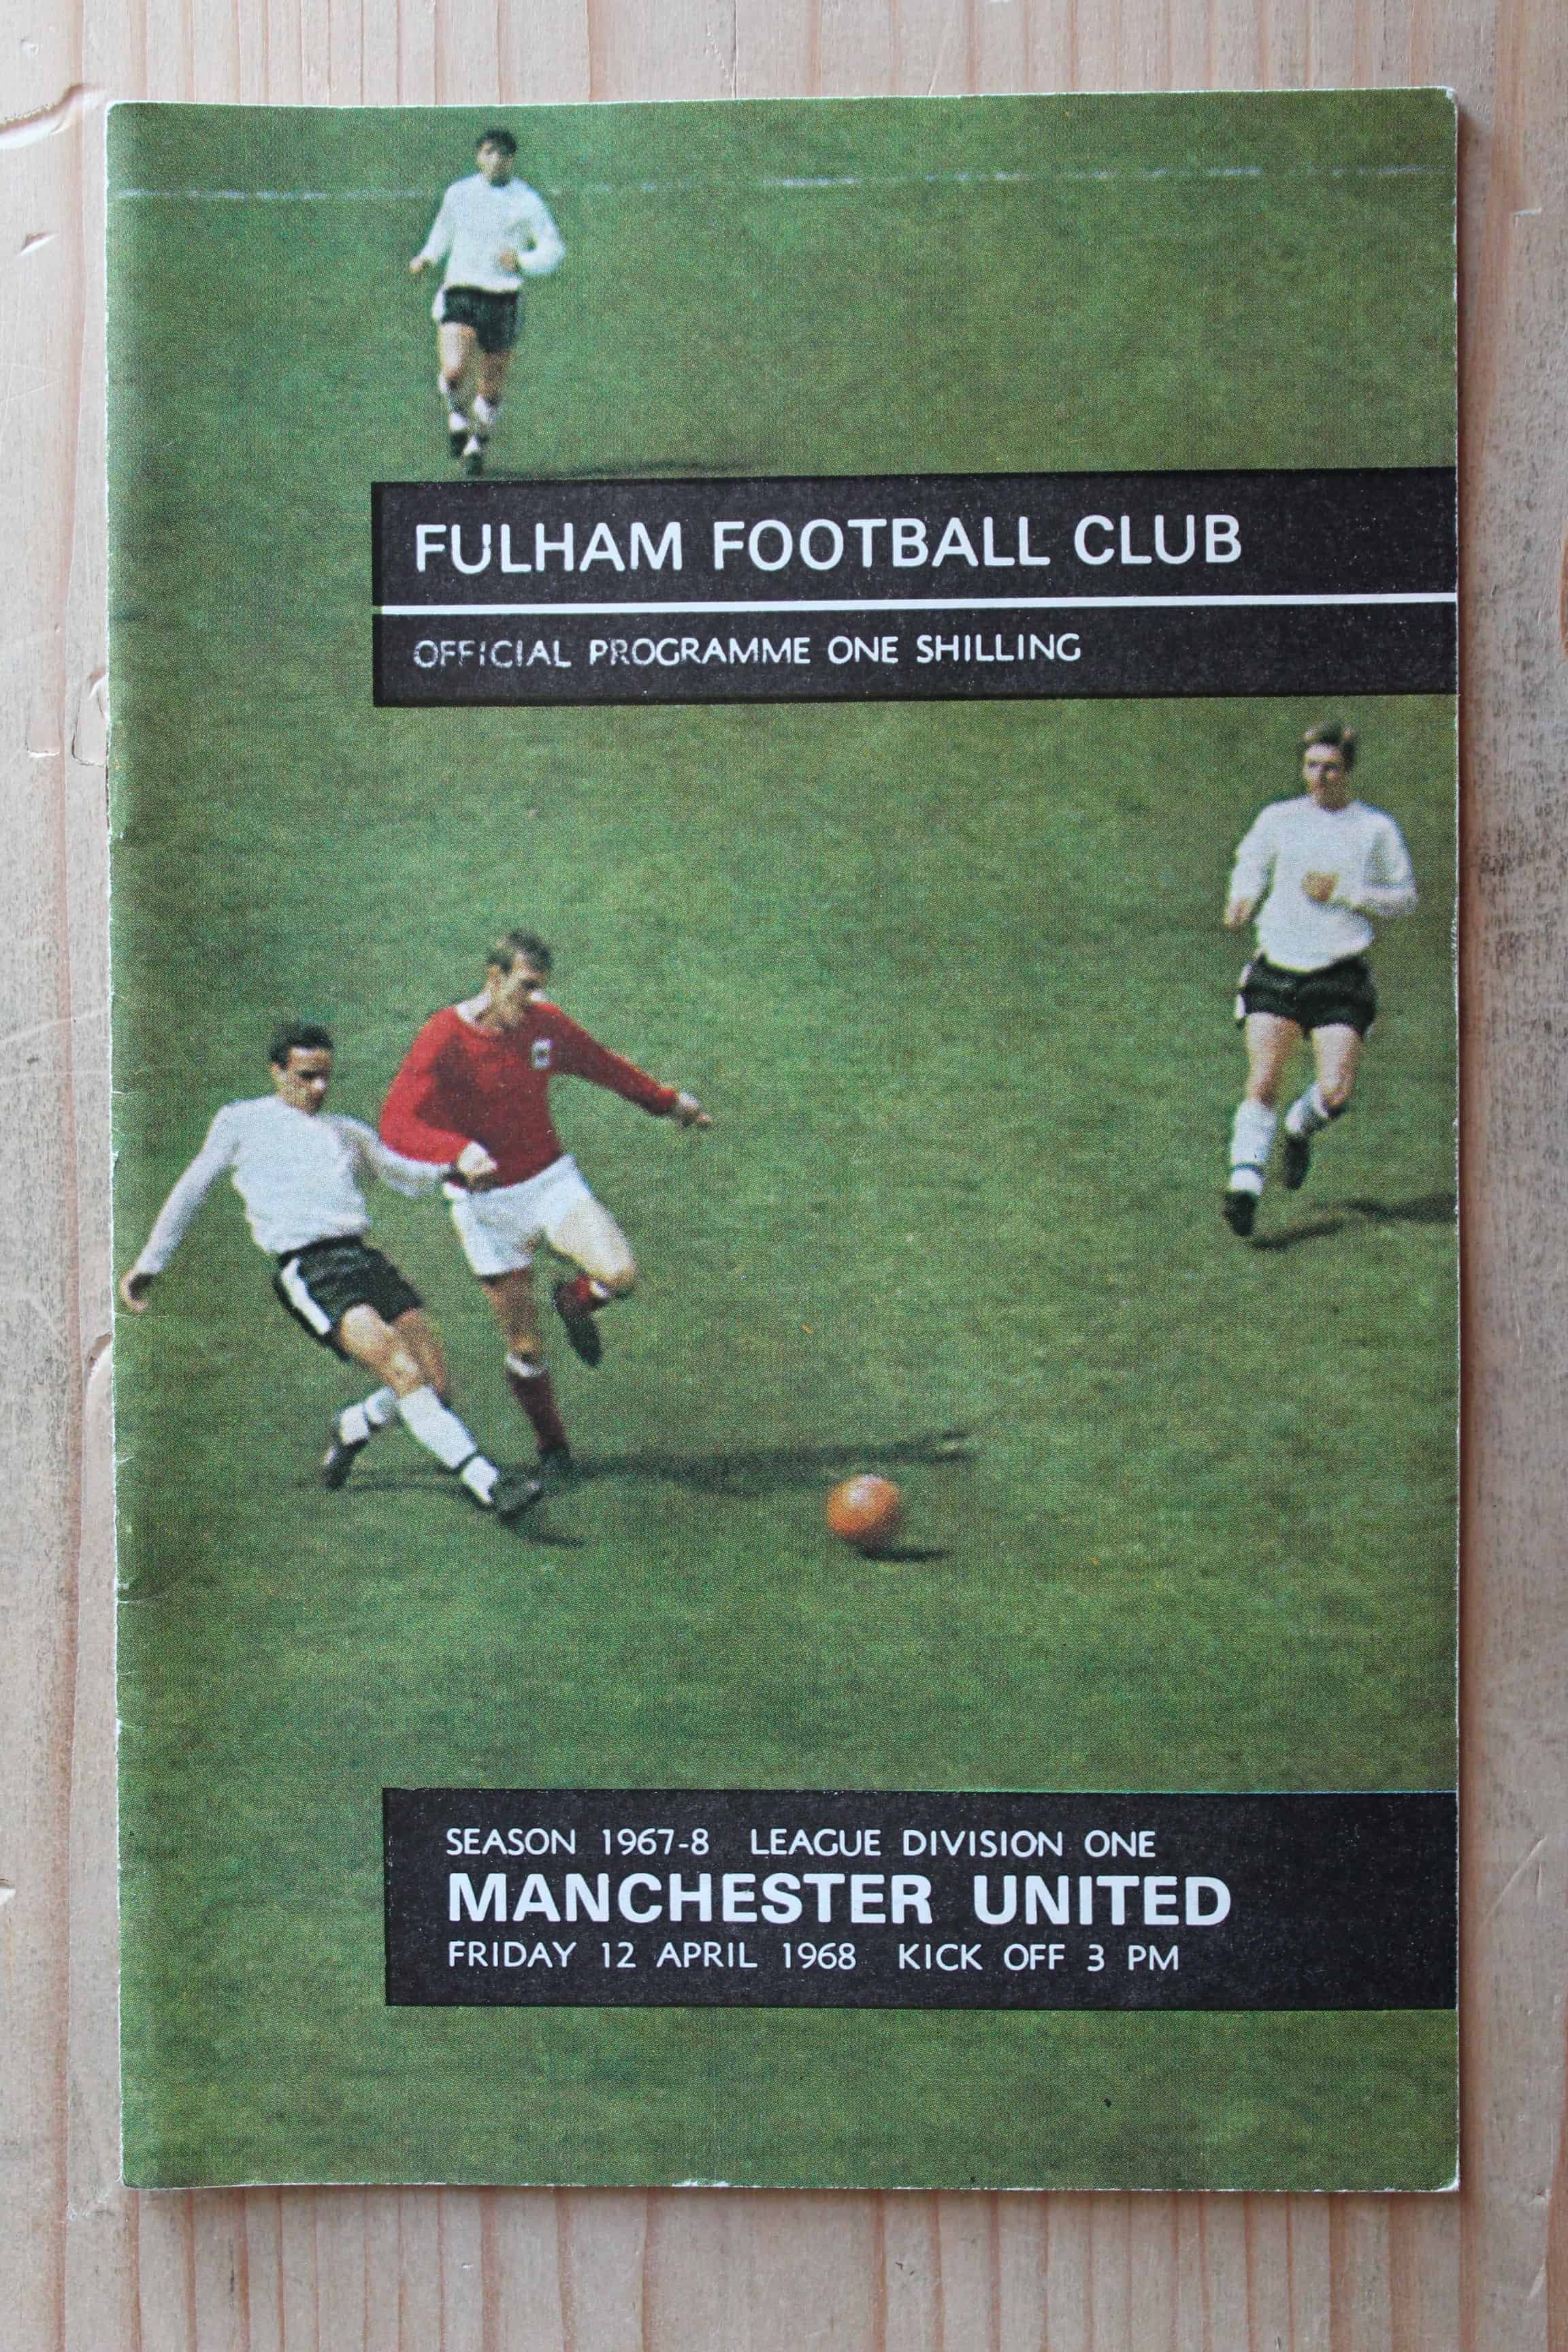 FULHAM FOOTBALL CLUB
OFFICIAL PROGRAMME ONE SHILLING
SEASON 1967-8 LEAGUE DIVISION ONE
MANCHESTER UNITED
FRIDAY 12 APRIL 1968 KICK OFF 3 PM